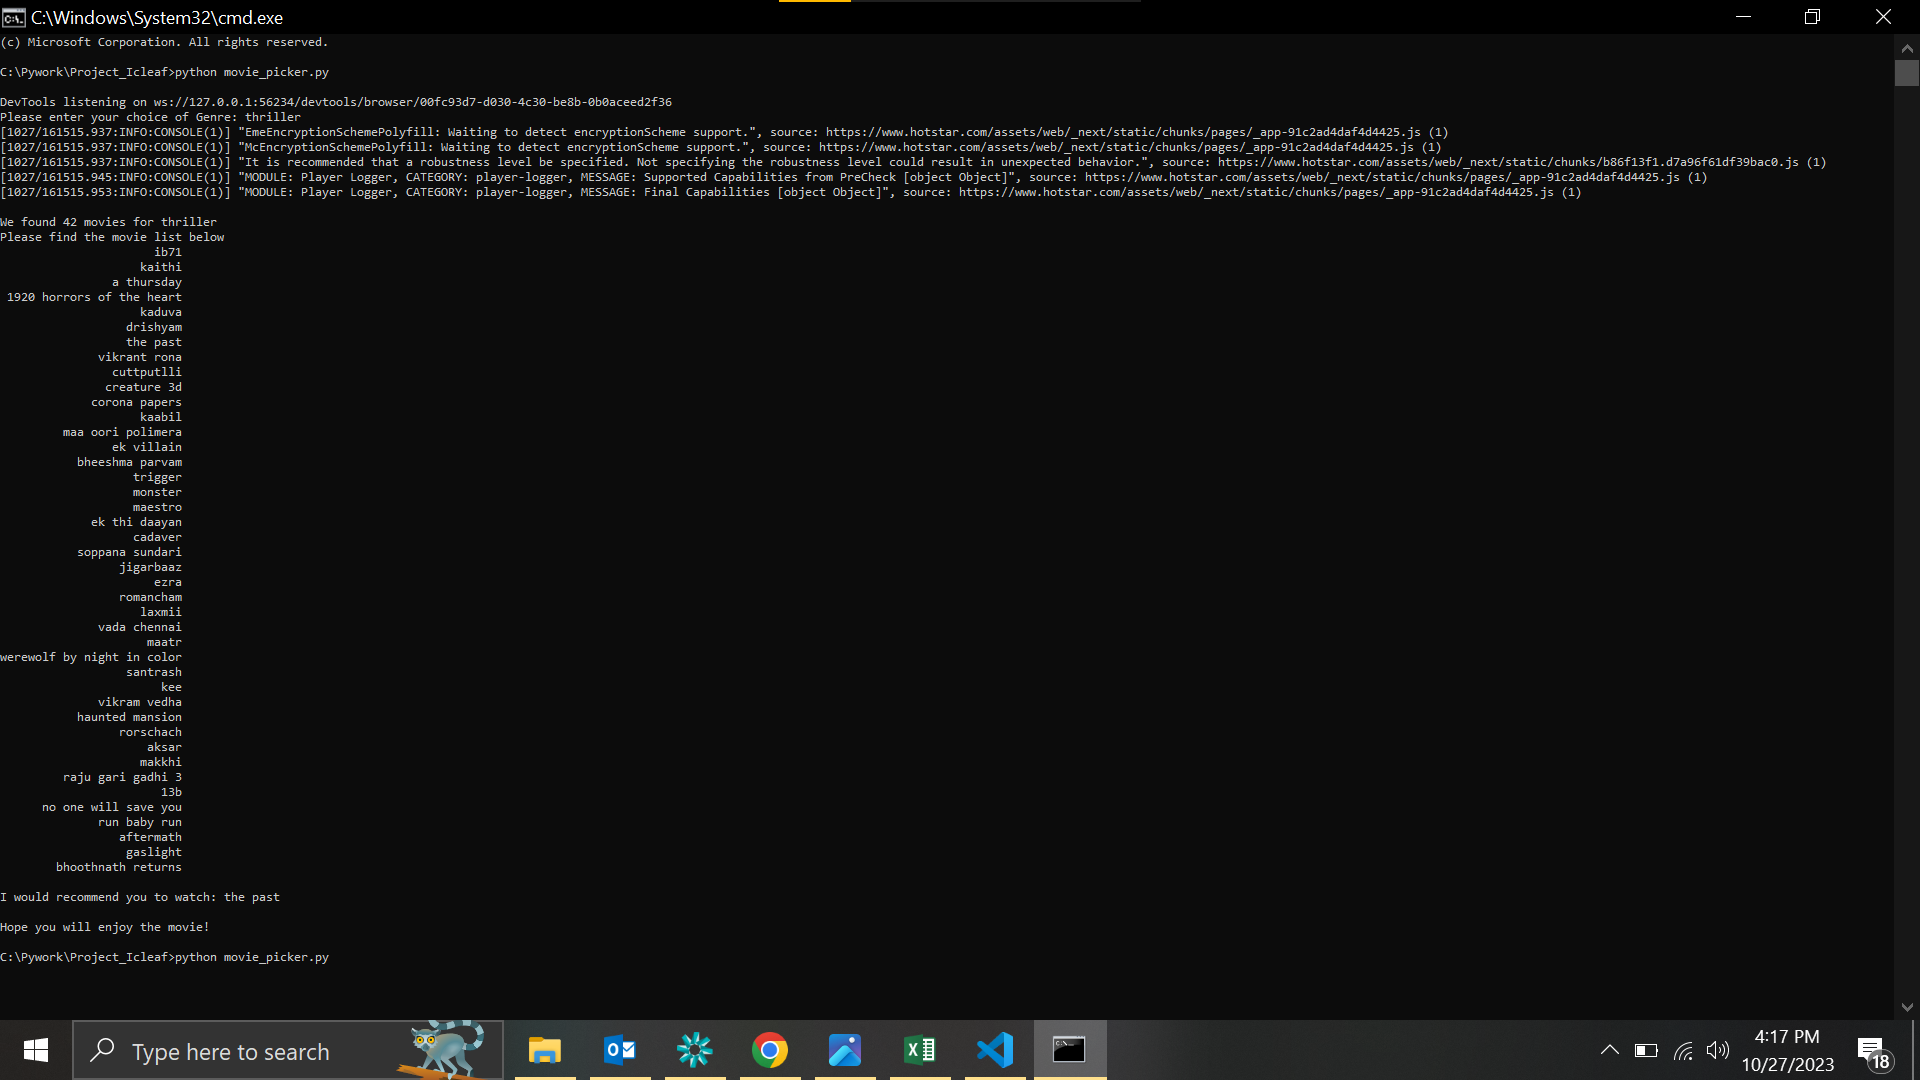 C:\Windows\System32\cmd.exe
(c) Microsoft Corporation. All rights reserved.
C:\Pywork\Project_Icleaf>python movie_picker.py
DevTools listening on ws://127.0.0.1:56234/devtools/browser/00fc93d7-d030-4c30-be8b-0b0aceed2f36
Please enter your choice of Genre: thriller
[1027/161515.937:INFO:CONSOLE(1)] "EmeEncryptionSchemePolyfill: Waiting to detect encryptionScheme support.", source: https://www.hotstar.com/assets/web/_next/static/chunks/pages/_app-91c2ad4daf4d4425.js (1)
[1027/161515.937:INFO:CONSOLE(1)] "McEncryptionSchemePolyfill: Waiting to detect encryptionScheme support.", source: https://www.hotstar.com/assets/web/_next/static/chunks/pages/_app-91c2ad4daf4d4425.js (1)
[1027/161515.937:INFO:CONSOLE(1)] "It is recommended that a robustness level be specified. Not specifying the robustness level could result in unexpected behavior.", source: https://www.hotstar.com/assets/web/_next/static/chunks/b86f13f1.d7a96f61df39bac0.js (1)
[1027/161515.945:INFO:CONSOLE(1)] "MODULE: Player Logger, CATEGORY: player-logger, MESSAGE: Supported Capabilities from PreCheck [object Object]", source: https://www.hotstar.com/assets/web/_next/static/chunks/pages/_app-91c2ad4daf4d4425.js (1)
[1027/161515.953:INFO:CONSOLE(1)] "MODULE: Player Logger, CATEGORY: player-logger, MESSAGE: Final Capabilities [object Object]", source: https://www.hotstar.com/assets/web/_next/static/chunks/pages/_app-91c2ad4daf4d4425.js (1)
We found 42 movies for thriller
Please find the movie list below
ib71
kaithi
a thursday
1920 horrors of the heart
kaduva
drishyam
the past
vikrant rona
cuttputlli
creature 3d
corona papers
kaabil
maa oori polimera
ek villain
bheeshma parvam
trigger
monster
maestro
ek thi daayan
cadaver
soppana sundari
jigarbaaz
ezra
romancham
laxmii
vada chennai
maatr
werewolf by night in color
santrash
kee
vikram vedha
haunted mansion
rorschach
aksar
makkhi
raju gari gadhi 3
13b
no one will save you
run baby run
aftermath
gaslight
bhoothnath returns
I would recommend you to watch: the past
Hope you will enjoy the movie!
C:\Pywork\Project_Icleaf>python movie_picker.py
Type here to search
4:17 PM
10/27/2023
18